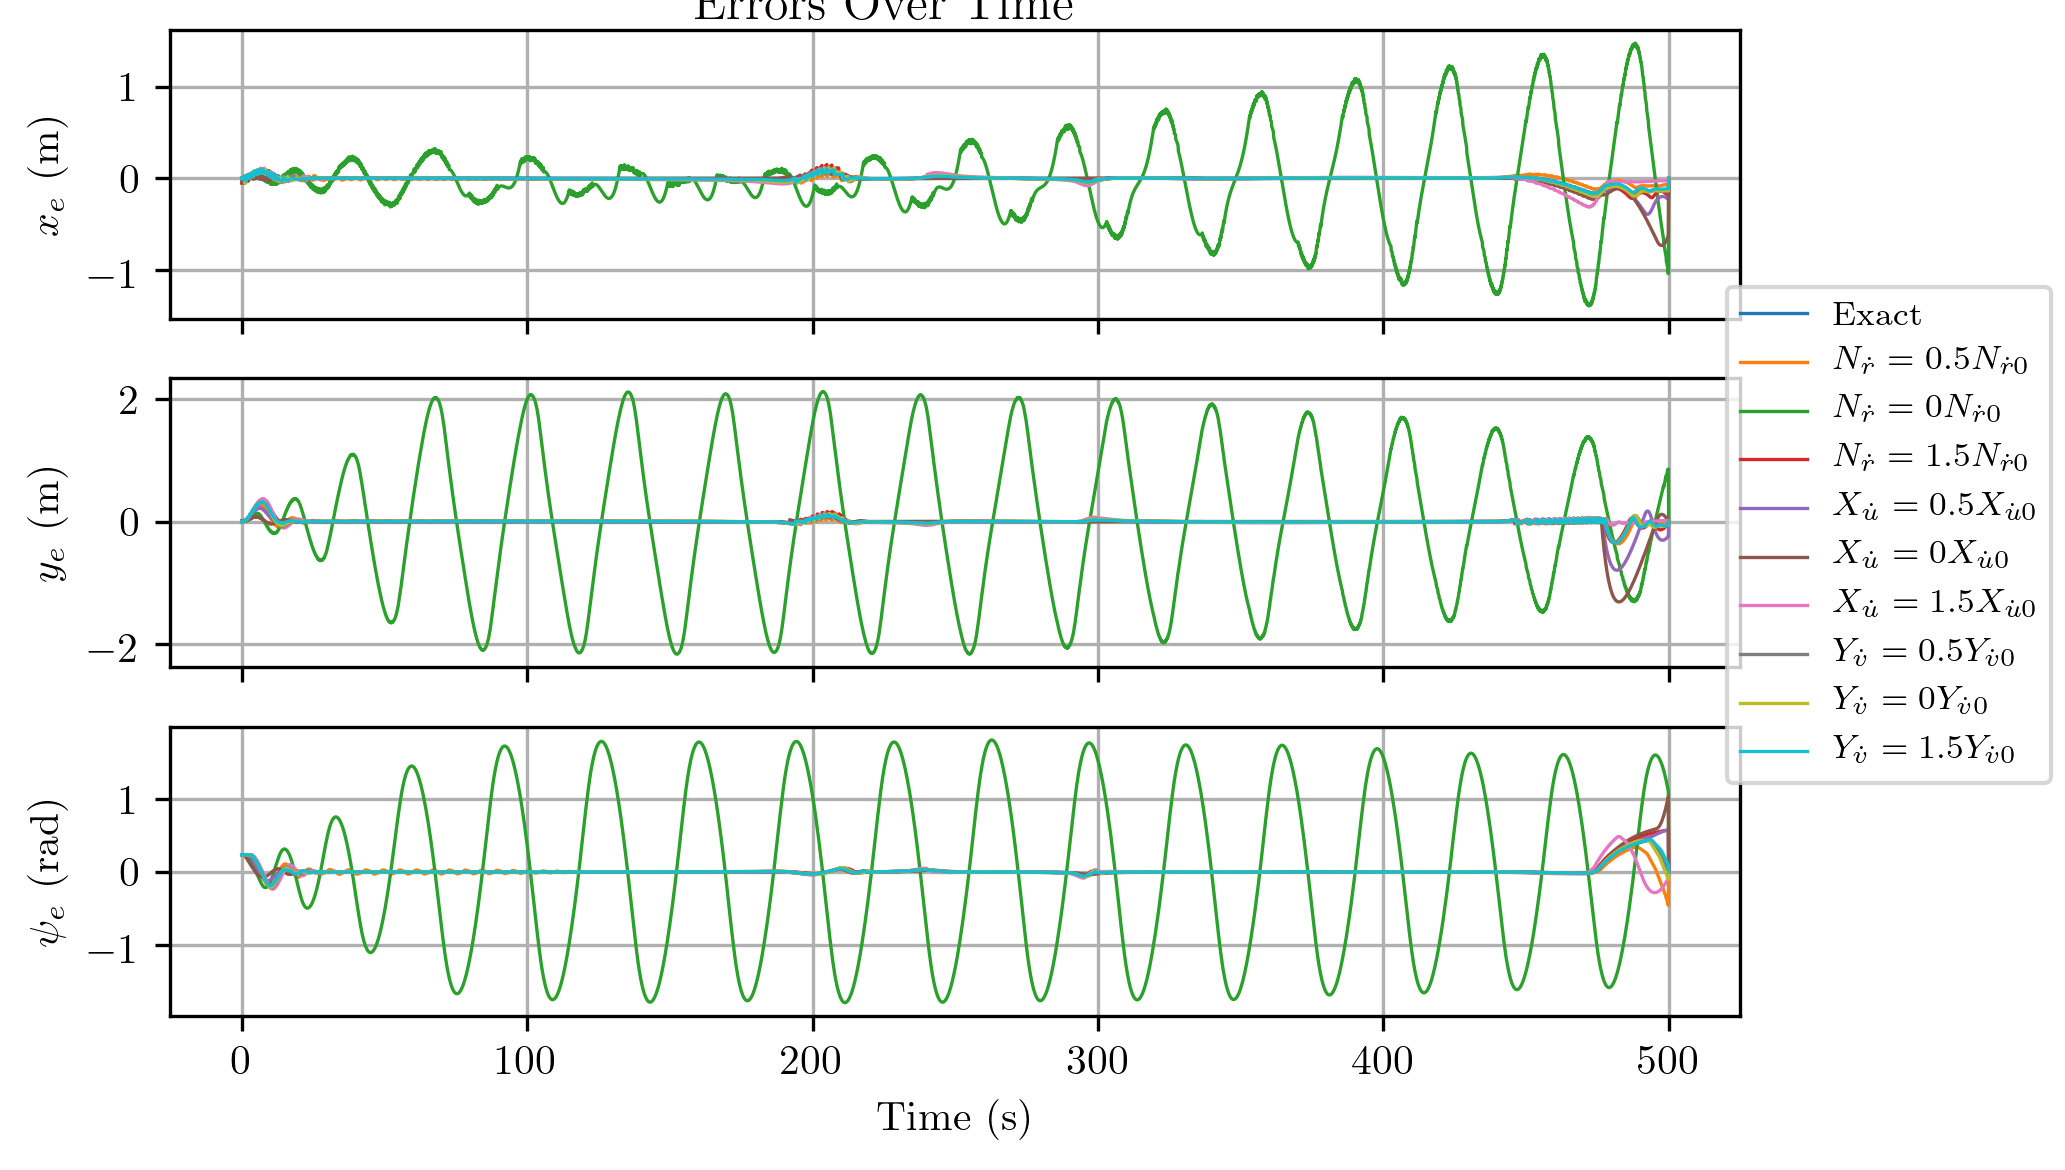 Errors Over Time
1
0
−1
x_e (m)
2
0
−2
y_e (m)
1
0
−1
ψ_e (rad)
0 100 200 300 400 500
Time (s)
Exact
N_ṙ = 0.5N_ṙ0
N_ṙ = 0N_ṙ0
N_ṙ = 1.5N_ṙ0
X_u̇ = 0.5X_u̇0
X_u̇ = 0X_u̇0
X_u̇ = 1.5X_u̇0
Y_v̇ = 0.5Y_v̇0
Y_v̇ = 0Y_v̇0
Y_v̇ = 1.5Y_v̇0